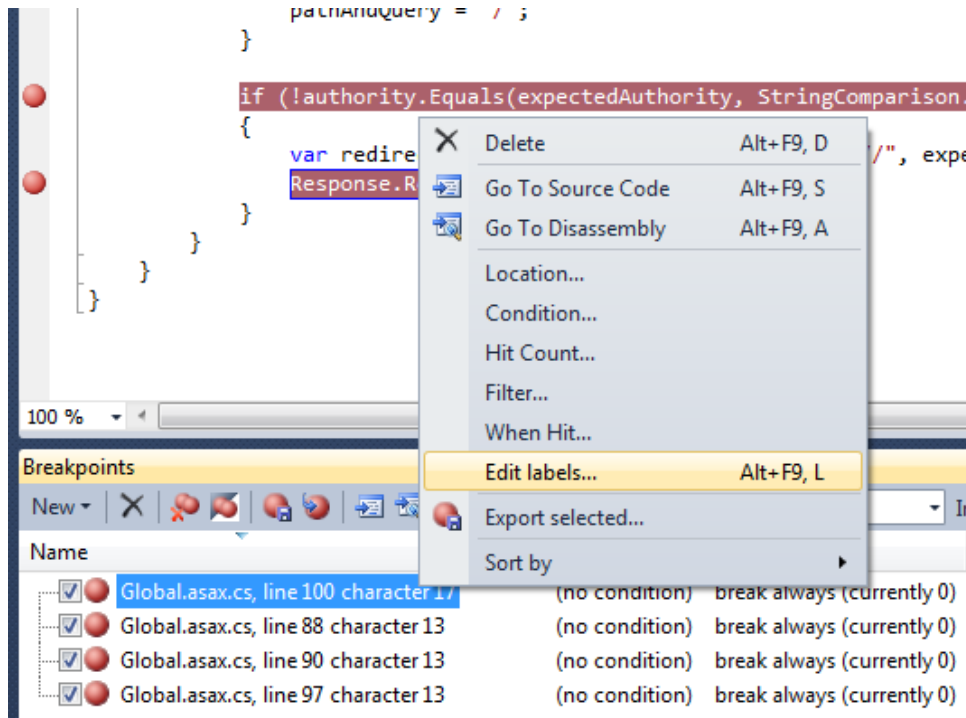 pathAndQuery = "/";
}
if (!authority.Equals(expectedAuthority, StringComparison.
{
var redire
/", expe
Response.R
}
}
}
}
Delete Alt+F9, D
Go To Source Code Alt+F9, S
Go To Disassembly Alt+F9, A
Location...
Condition...
Hit Count...
Filter...
When Hit...
Edit labels... Alt+F9, L
Export selected...
Sort by
100 %
Breakpoints
New
Name
Global.asax.cs, line 100 character 17 (no condition) break always (currently 0)
Global.asax.cs, line 88 character 13 (no condition) break always (currently 0)
Global.asax.cs, line 90 character 13 (no condition) break always (currently 0)
Global.asax.cs, line 97 character 13 (no condition) break always (currently 0)